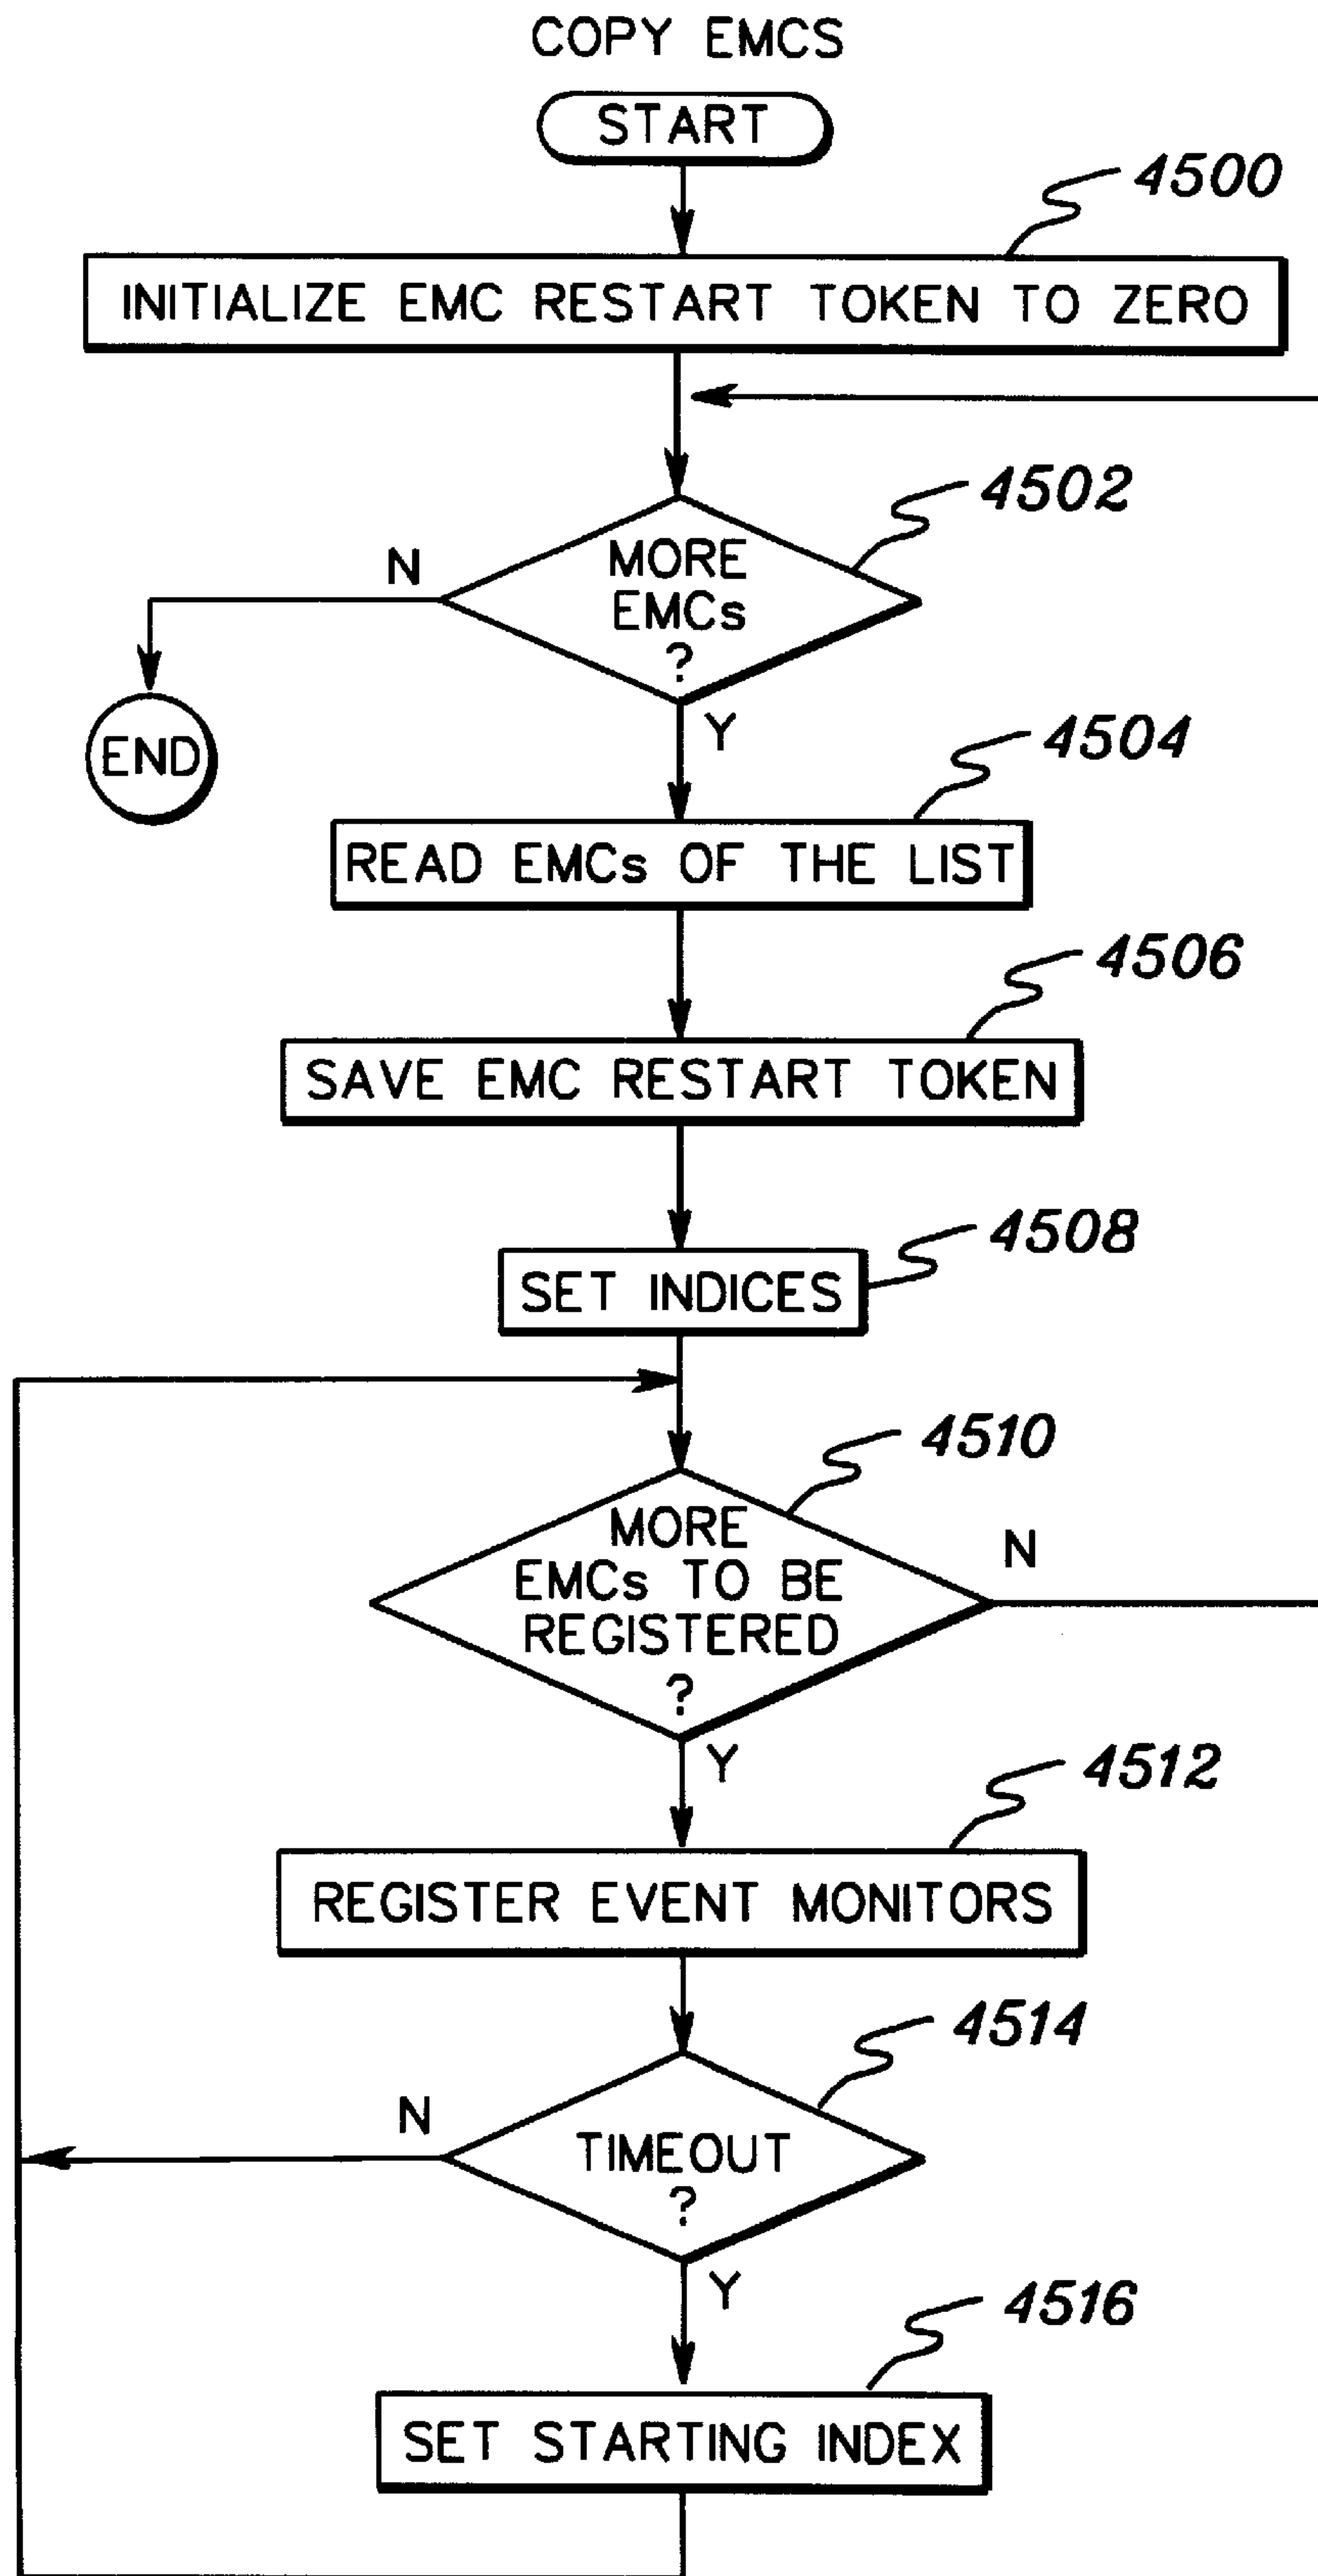 COPY EMCS
START
4500
INITIALIZE EMC RESTART TOKEN TO ZERO
4502
N
MORE
EMCs
?
Y
END
4504
READ EMCs OF THE LIST
4506
SAVE EMC RESTART TOKEN
4508
SET INDICES
4510
MORE
EMCs TO BE
REGISTERED
?
N
Y
4512
REGISTER EVENT MONITORS
4514
N
TIMEOUT
?
Y
4516
SET STARTING INDEX